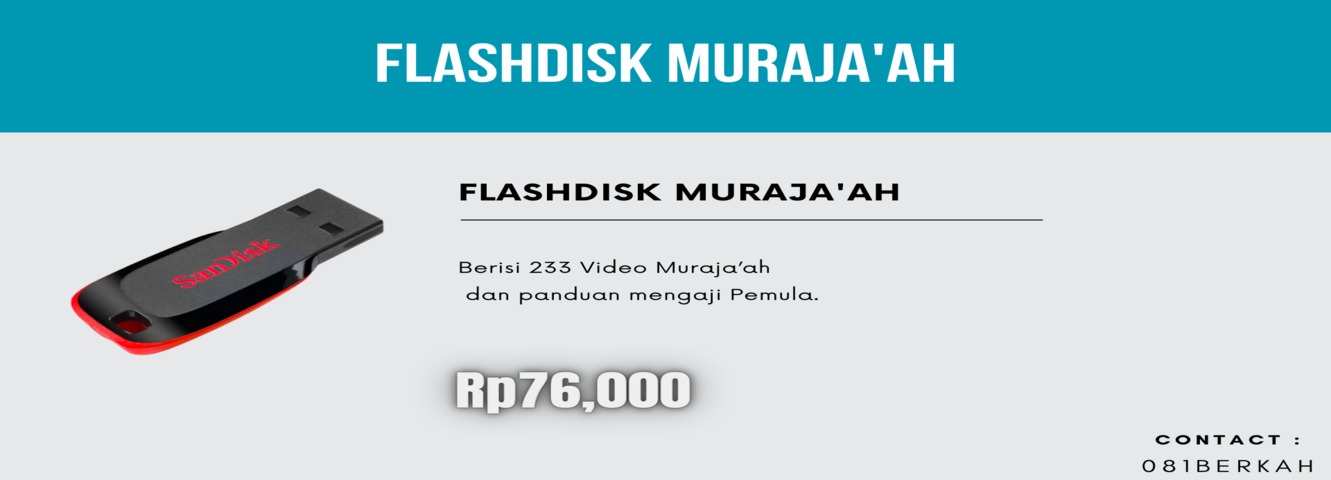 FLASHDISK MURAJA'AH
SanDisk
FLASHDISK MURAJA'AH
Berisi 233 Video Muraja'ah
dan panduan mengaji Pemula.
Rp76,000
CONTACT :
081BERKAH